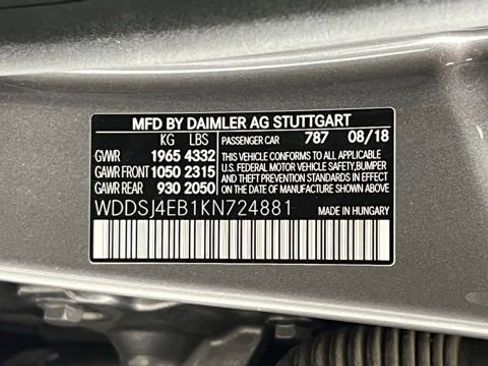 MFD BY DAIMLER AG STUTTGART
KG LBS PASSENGER CAR 787 08/18
GWR 1965 4332 THIS VEHICLE CONFORMS TO ALL APPLICABLE
GAWR FRONT 1050 2315 U.S. FEDERAL MOTOR VEHICLE SAFETY
GAWR REAR 930 2050 THEFT PREVENTION STANDARDS IN EFFECT ON THE DATE OF MANUFACTURE SHOWN ABOVE.
WDDSJ4EB1KN724881 MADE IN HUNGARY